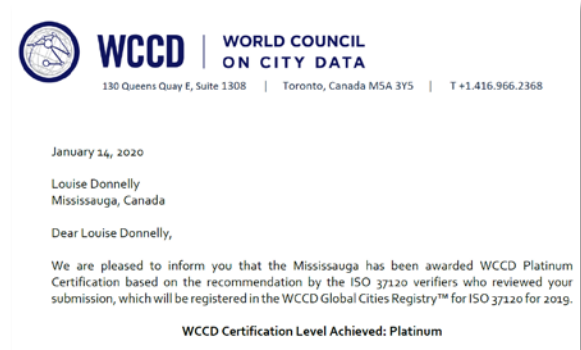 WCCD | WORLD COUNCIL
ON CITY DATA
130 Queens Quay E, Suite 1308 | Toronto, Canada M5A 3Y5 | T +1.416.966.2368
January 14, 2020
Louise Donnelly
Mississauga, Canada
Dear Louise Donnelly,
We are pleased to inform you that the Mississauga has been awarded WCCD Platinum
Certification based on the recommendation by the ISO 37120 verifiers who reviewed your
submission, which will be registered in the WCCD Global Cities Registry™ for ISO 37120 for 2019.
WCCD Certification Level Achieved: Platinum